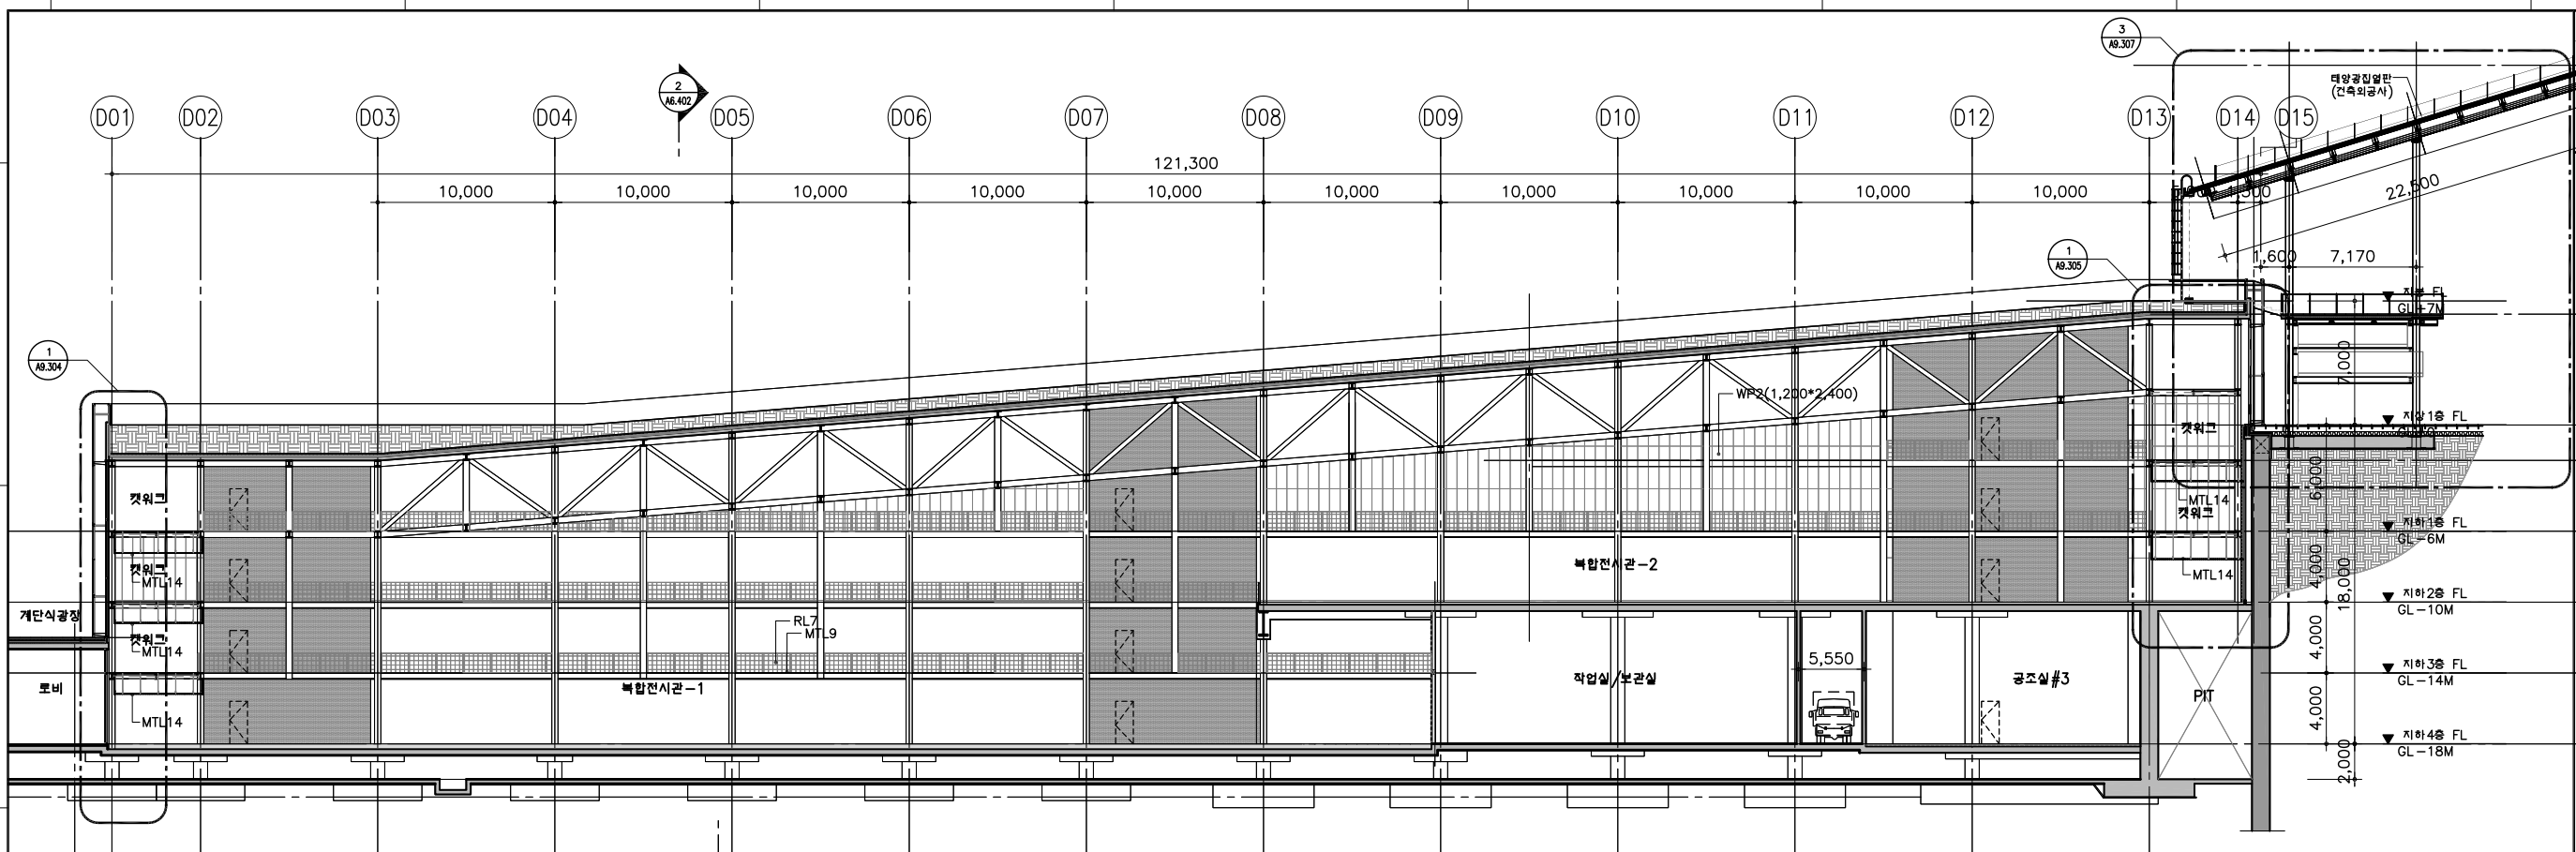 3
A9.307
태양광집열판
(건축외공사)
2
A6.402
D01
D02
D03
D04
D05
D06
D07
D08
D09
D10
D11
D12
D13
D14
D15
121,300
10,000
10,000
10,000
10,000
10,000
10,000
10,000
10,000
10,000
10,000
22,500
1
A9.305
1,600
7,170
지붕 FL
GL+7M
1
A9.304
7,000
WP2(1,200*2,400)
지상1층 FL
캣워크
캣워크
6,000
MTL14
캣워크
지하1층 FL
GL-6M
복합전시관-2
캣워크
MTL14
MTL14
4,000
18,000
지하2층 FL
GL-10M
계단식광장
RL7
MTL9
캣워크
MTL14
4,000
5,550
지하3층 FL
GL-14M
로비
복합전시관-1
작업실/보관실
공조실#3
PIT
MTL14
4,000
지하4층 FL
GL-18M
2,000